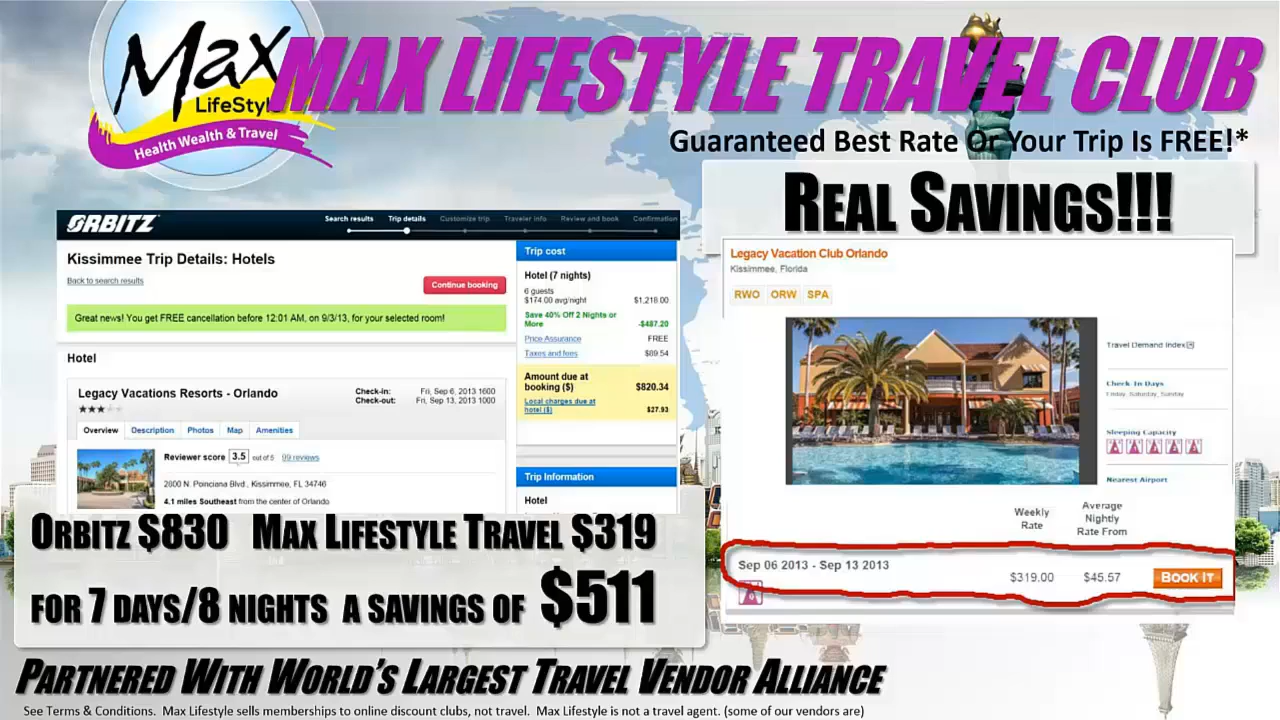 Max
LifeStyl
Health Wealth & Travel
MAX LIFESTYLE TRAVEL CLUB
Guaranteed Best Rate Or Your Trip Is FREE!*
REAL SAVINGS!!!
ORBITZ
Search results Trip details Customize trip Traveler info Review and book Confirmation
Kissimmee Trip Details: Hotels
Back to search results
Continue booking
Great news! You get FREE cancellation before 12:01 AM, on 9/3/13, for your selected room!
Hotel
Legacy Vacations Resorts - Orlando
Check-in: Fri, Sep 6, 2013 1600
Check-out: Fri, Sep 13, 2013 1000
Overview Description Photos Map Amenities
Reviewer score 3.5 out of 5 99 reviews
2800 N. Poinciana Blvd., Kissimmee, FL 34746
4.1 miles Southeast from the center of Orlando
Trip cost
Hotel (7 nights)
6 guests
$174.00 avg/night $1,218.00
Save 40% Off 2 Nights or
More -$487.20
Price Assurance FREE
Taxes and fees $89.54
Amount due at
booking ($) $820.34
Local charges due at
hotel ($) $27.93
Trip Information
Hotel
Legacy Vacation Club Orlando
Kissimmee, Florida
RWO ORW SPA
Travel Demand Index
Check-In Days
Friday, Saturday, Sunday
Sleeping Capacity
Nearest Airport
Weekly
Rate
Average
Nightly
Rate From
Sep 06 2013 - Sep 13 2013
$319.00 $45.57 BOOK IT
ORBITZ $830 MAX LIFESTYLE TRAVEL $319
FOR 7 DAYS/8 NIGHTS A SAVINGS OF $511
PARTNERED WITH WORLD'S LARGEST TRAVEL VENDOR ALLIANCE
See Terms & Conditions. Max Lifestyle sells memberships to online discount clubs, not travel. Max Lifestyle is not a travel agent. (some of our vendors are)